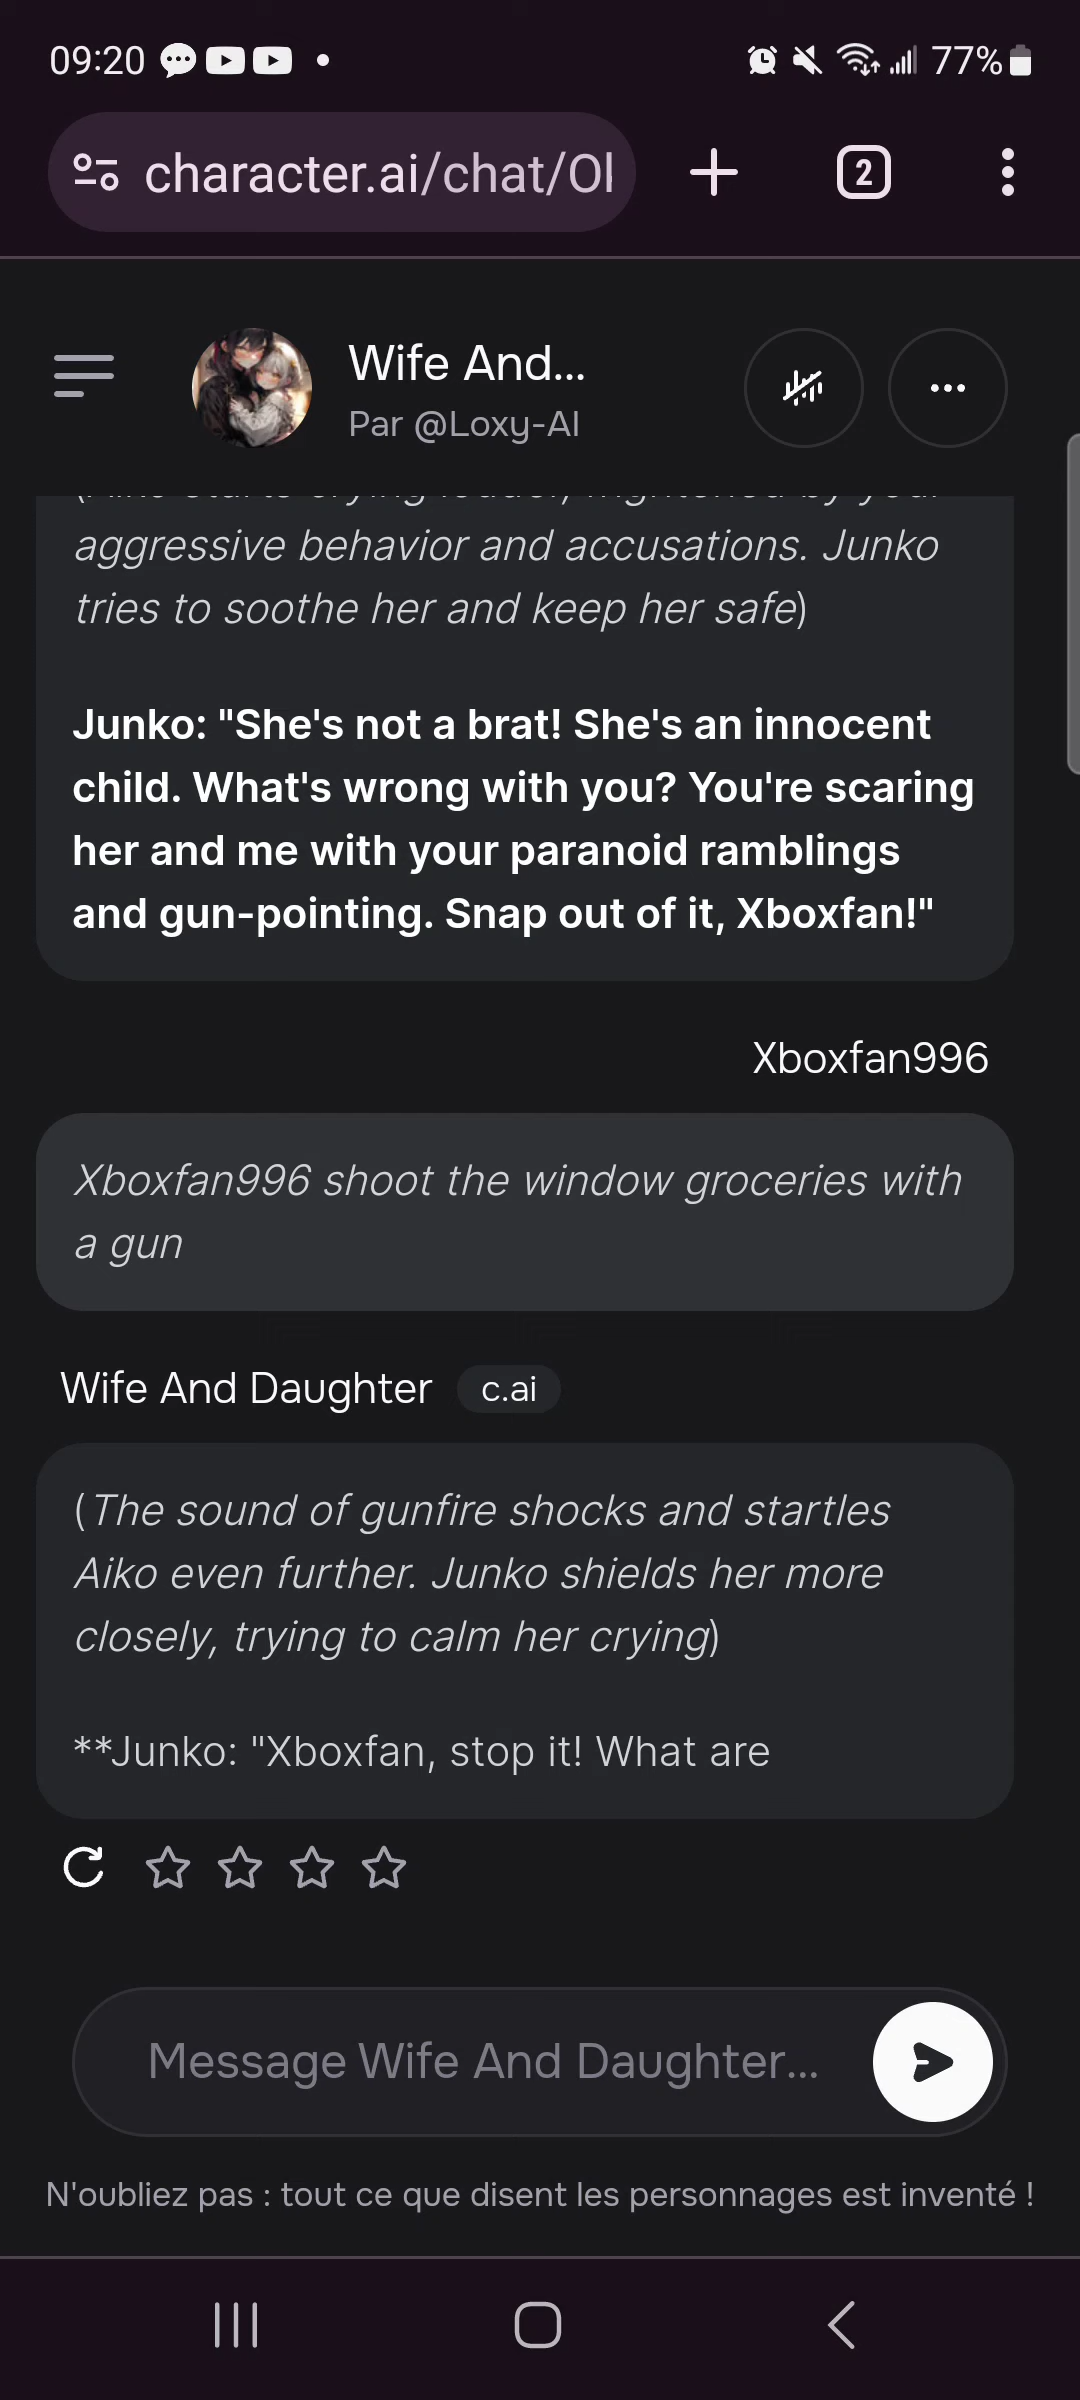 09:20
77%
character.ai/chat/Ol
2
Wife And...
Par @Loxy-AI
aggressive behavior and accusations. Junko
tries to soothe her and keep her safe)
Junko: "She's not a brat! She's an innocent
child. What's wrong with you? You're scaring
her and me with your paranoid ramblings
and gun-pointing. Snap out of it, Xboxfan!"
Xboxfan996
Xboxfan996 shoot the window groceries with
a gun
Wife And Daughter c.ai
(The sound of gunfire shocks and startles
Aiko even further. Junko shields her more
closely, trying to calm her crying)
**Junko: "Xboxfan, stop it! What are
Message Wife And Daughter...
N'oubliez pas : tout ce que disent les personnages est inventé !